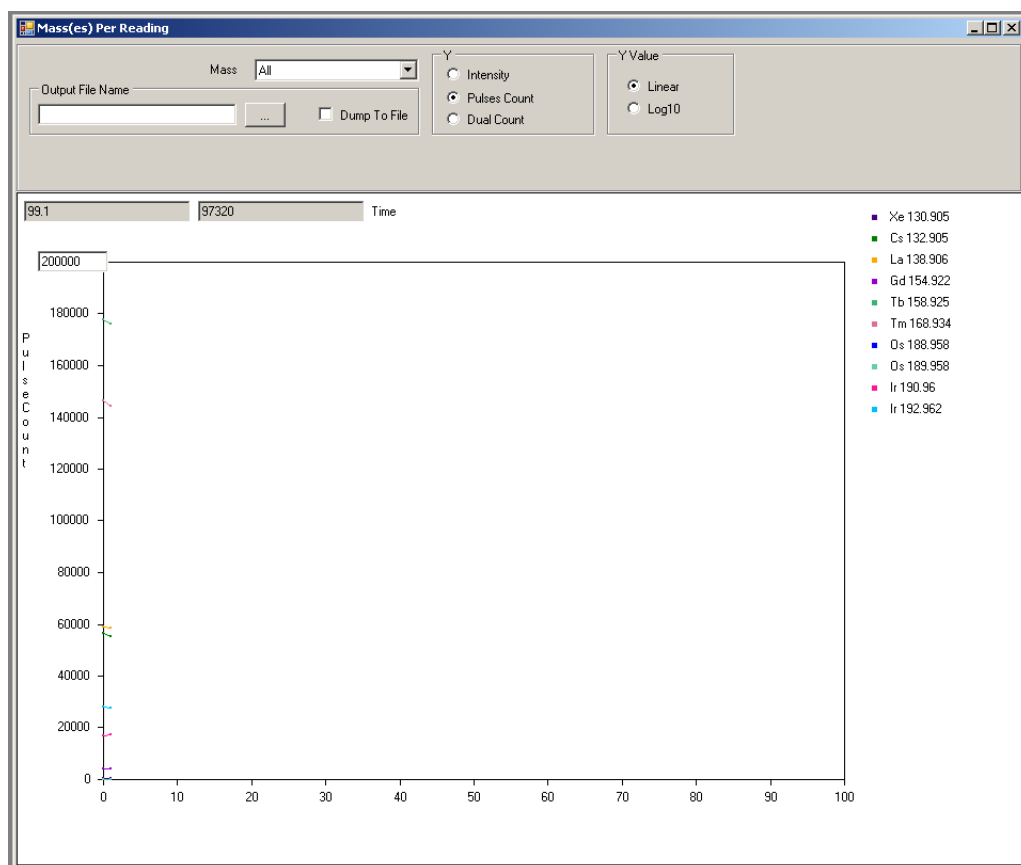 Mass(es) Per Reading
Mass All
Output File Name
...
Dump To File
Y
Intensity
Pulses Count
Dual Count
Y Value
Linear
Log10
99.1 97320 Time
200000
180000
160000
140000
120000
100000
80000
60000
40000
20000
0
PulseCount
0 10 20 30 40 50 60 70 80 90 100
Xe 130.905
Cs 132.905
La 138.906
Gd 154.922
Tb 158.925
Tm 168.934
Os 188.958
Os 189.958
Ir 190.96
Ir 192.962